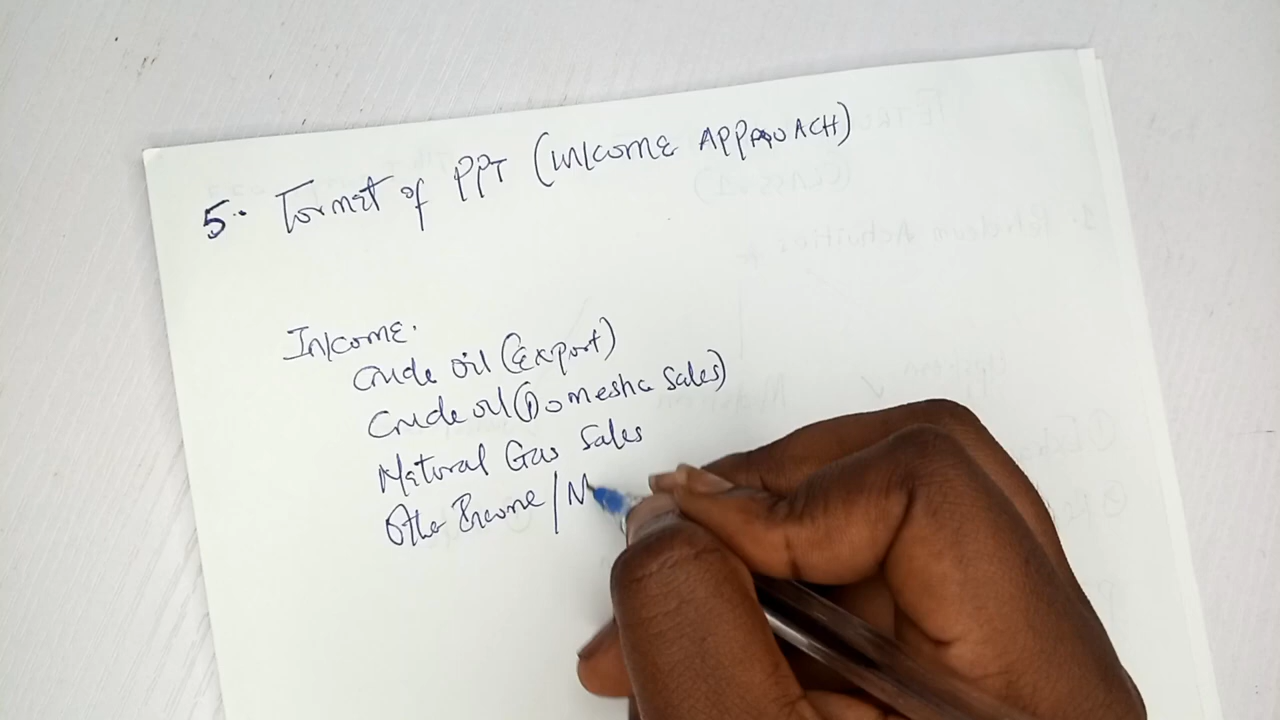 5. Format of PPT (INCOME APPROACH)
INCOME.
Crude oil (Export)
Crude oil (Domestic Sales)
Natural Gas Sales
Other Income / N